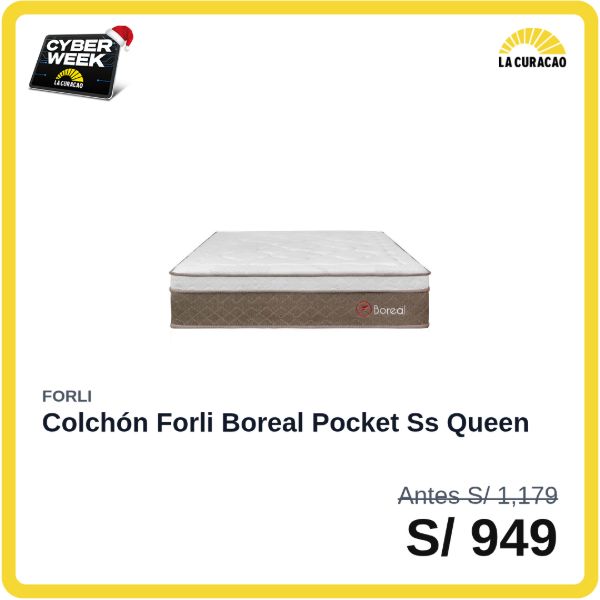 CYBER
WEEK
LA CURACAO
LA CURACAO
Boreal
FORLI
Colchón Forli Boreal Pocket Ss Queen
Antes S/ 1,179
S/ 949